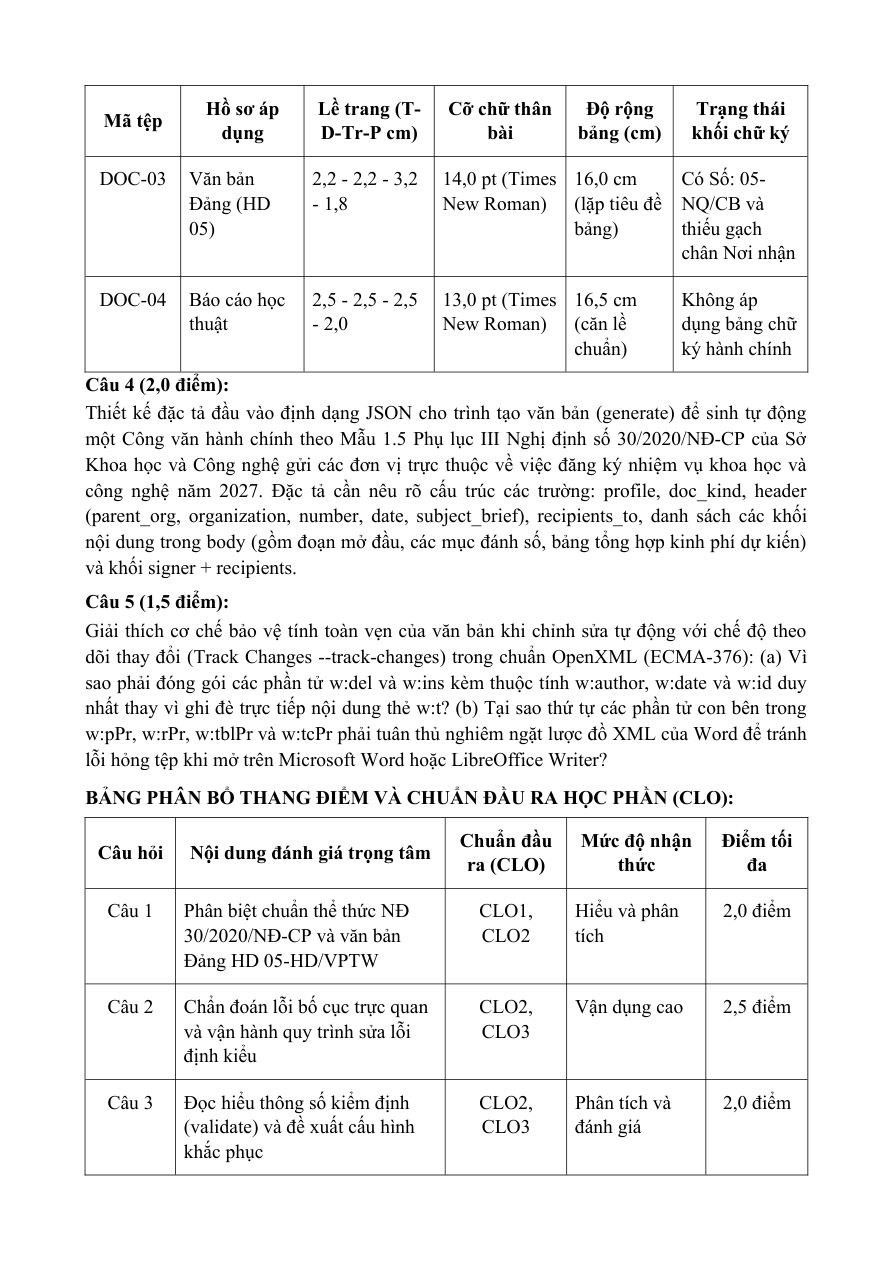 Mã tệp
Hồ sơ áp
dụng
Lề trang (T-
D-Tr-P cm)
Cỡ chữ thân
bài
Độ rộng
bảng (cm)
Trạng thái
khối chữ ký
DOC-03
Văn bản
Đảng (HD
05)
2,2 - 2,2 - 3,2
- 1,8
14,0 pt (Times
New Roman)
16,0 cm
(lặp tiêu đề
bảng)
Có Số: 05-
NQ/CB và
thiếu gạch
chân Nơi nhận
DOC-04
Báo cáo học
thuật
2,5 - 2,5 - 2,5
- 2,0
13,0 pt (Times
New Roman)
16,5 cm
(căn lề
chuẩn)
Không áp
dụng bảng chữ
ký hành chính
Câu 4 (2,0 điểm):
Thiết kế đặc tả đầu vào định dạng JSON cho trình tạo văn bản (generate) để sinh tự động
một Công văn hành chính theo Mẫu 1.5 Phụ lục III Nghị định số 30/2020/NĐ-CP của Sở
Khoa học và Công nghệ gửi các đơn vị trực thuộc về việc đăng ký nhiệm vụ khoa học và
công nghệ năm 2027. Đặc tả cần nêu rõ cấu trúc các trường: profile, doc_kind, header
(parent_org, organization, number, date, subject_brief), recipients_to, danh sách các khối
nội dung trong body (gồm đoạn mở đầu, các mục đánh số, bảng tổng hợp kinh phí dự kiến)
và khối signer + recipients.
Câu 5 (1,5 điểm):
Giải thích cơ chế bảo vệ tính toàn vẹn của văn bản khi chỉnh sửa tự động với chế độ theo
dõi thay đổi (Track Changes --track-changes) trong chuẩn OpenXML (ECMA-376): (a) Vì
sao phải đóng gói các phần tử w:del và w:ins kèm thuộc tính w:author, w:date và w:id duy
nhất thay vì ghi đè trực tiếp nội dung thẻ w:t? (b) Tại sao thứ tự các phần tử con bên trong
w:pPr, w:rPr, w:tblPr và w:tcPr phải tuân thủ nghiêm ngặt lược đồ XML của Word để tránh
lỗi hỏng tệp khi mở trên Microsoft Word hoặc LibreOffice Writer?
BẢNG PHÂN BỔ THANG ĐIỂM VÀ CHUẨN ĐẦU RA HỌC PHẦN (CLO):
Câu hỏi
Nội dung đánh giá trọng tâm
Chuẩn đầu
ra (CLO)
Mức độ nhận
thức
Điểm tối
đa
Câu 1
Phân biệt chuẩn thể thức NĐ
30/2020/NĐ-CP và văn bản
Đảng HD 05-HD/VPTW
CLO1,
CLO2
Hiểu và phân
tích
2,0 điểm
Câu 2
Chẩn đoán lỗi bố cục trực quan
và vận hành quy trình sửa lỗi
định kiểu
CLO2,
CLO3
Vận dụng cao
2,5 điểm
Câu 3
Đọc hiểu thông số kiểm định
(validate) và đề xuất cấu hình
khắc phục
CLO2,
CLO3
Phân tích và
đánh giá
2,0 điểm